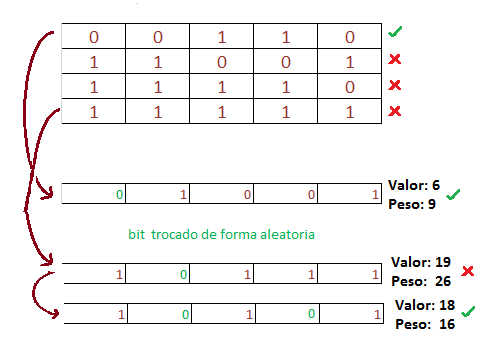 0 0 1 1 0
1 1 0 0 1
1 1 1 1 0
1 1 1 1 1
0 1 0 0 1
Valor: 6
Peso: 9
bit trocado de forma aleatoria
1 0 1 1 1
Valor: 19
Peso: 26
1 0 1 0 1
Valor: 18
Peso: 16